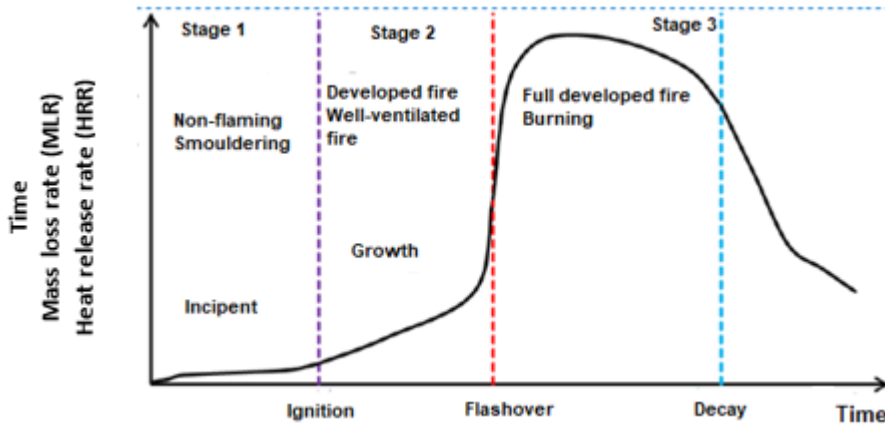 Stage 1
Stage 2
Stage 3
Non-flaming
Smouldering
Developed fire
Well-ventilated
fire
Full developed fire
Burning
Growth
Incipent
Time
Mass loss rate (MLR)
Heat release rate (HRR)
Ignition
Flashover
Decay
Time